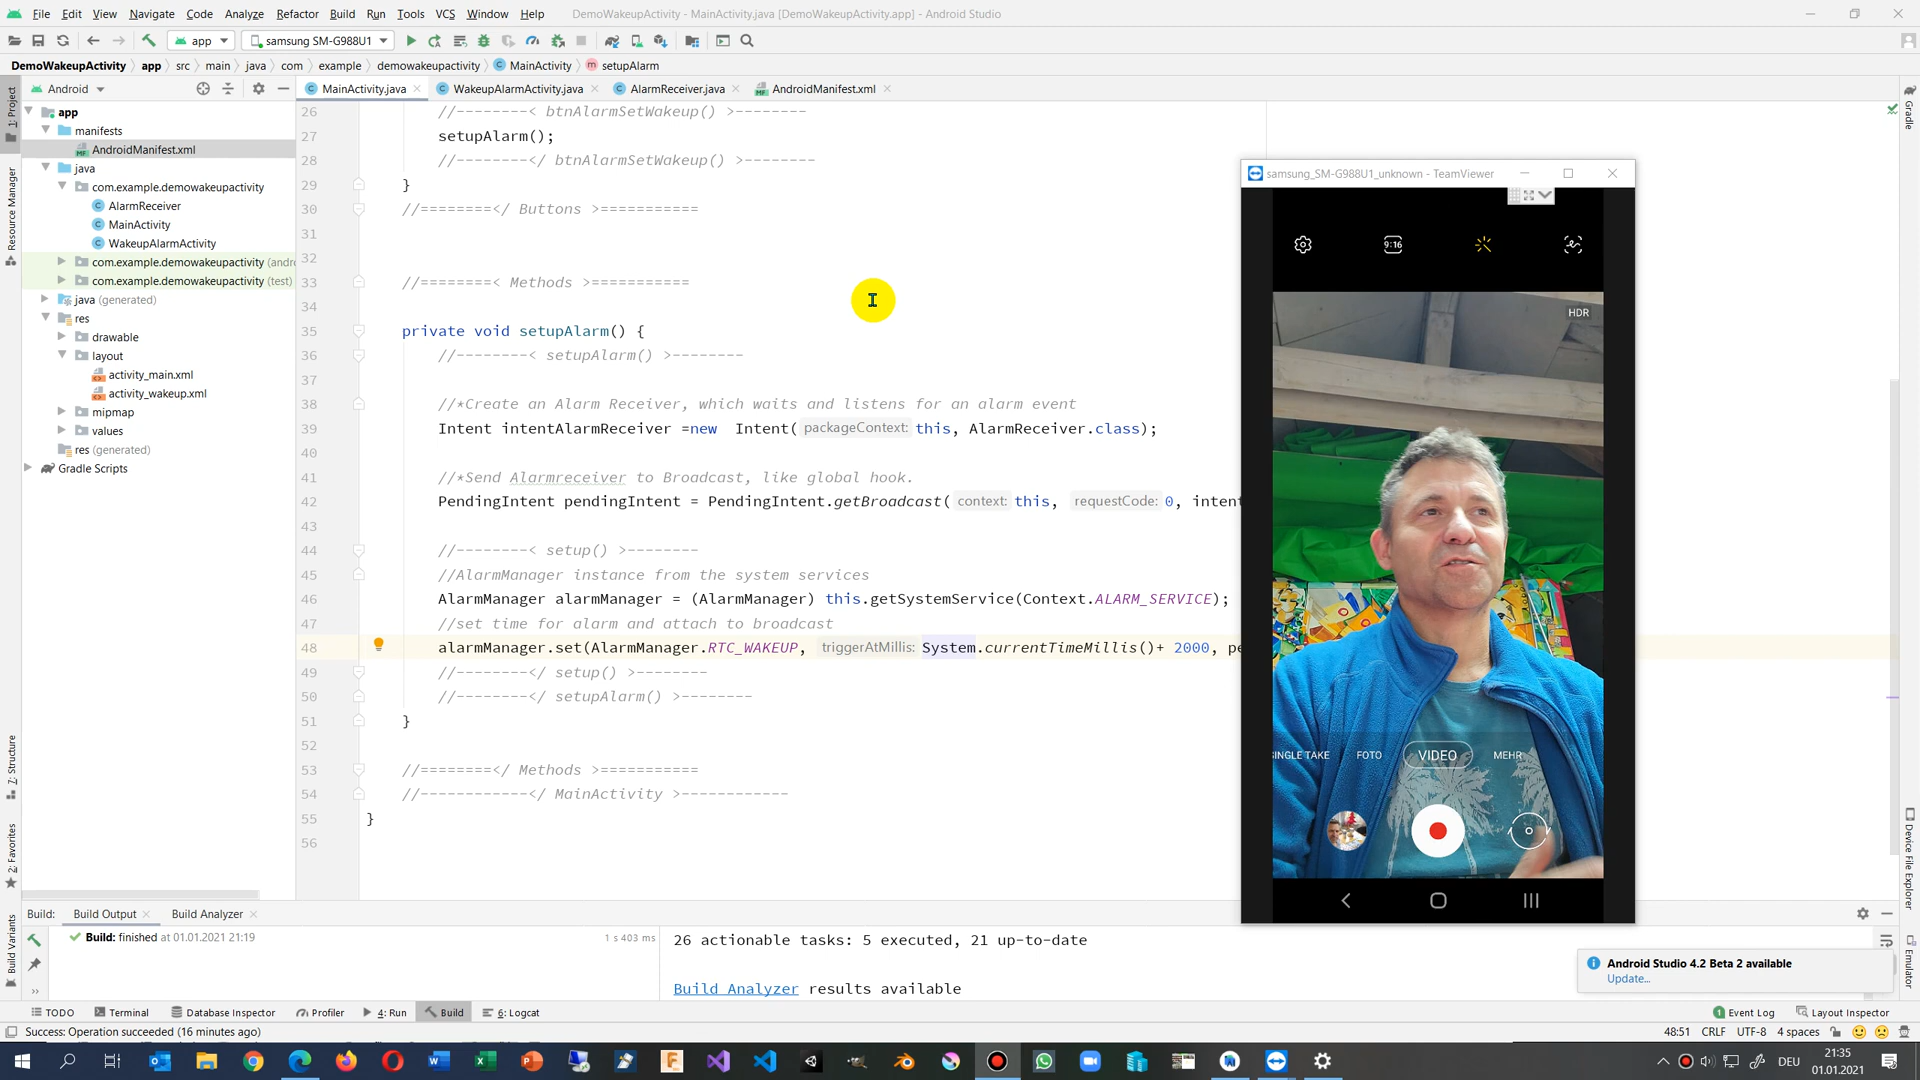 File Edit View Navigate Code Analyze Refactor Build Run Tools VCS Window Help DemoWakeupActivity - MainActivity.java [DemoWakeupActivity.app] - Android Studio
app samsung SM-G988U1
DemoWakeupActivity app src main java com example demowakeupactivity MainActivity setupAlarm
Android
MainActivity.java WakeupAlarmActivity.java AlarmReceiver.java AndroidManifest.xml
1: Project
Resource Manager
7: Structure
2: Favorites
Build Variants
app
manifests
AndroidManifest.xml
java
com.example.demowakeupactivity
AlarmReceiver
MainActivity
WakeupAlarmActivity
com.example.demowakeupactivity (andr
com.example.demowakeupactivity (test)
java (generated)
res
drawable
layout
activity_main.xml
activity_wakeup.xml
mipmap
values
res (generated)
Gradle Scripts
26 //--------< btnAlarmSetWakeup() >--------
27 setupAlarm();
28 //--------</ btnAlarmSetWakeup() >--------
29 }
30 //========</ Buttons >===========
31
32
33 //========< Methods >===========
34
35 private void setupAlarm() {
36 //--------< setupAlarm() >--------
37
38 //*Create an Alarm Receiver, which waits and listens for an alarm event
39 Intent intentAlarmReceiver =new Intent( packageContext: this, AlarmReceiver.class);
40
41 //*Send Alarmreceiver to Broadcast, like global hook.
42 PendingIntent pendingIntent = PendingIntent.getBroadcast( context: this, requestCode: 0, intent
43
44 //--------< setup() >--------
45 //AlarmManager instance from the system services
46 AlarmManager alarmManager = (AlarmManager) this.getSystemService(Context.ALARM_SERVICE);
47 //set time for alarm and attach to broadcast
48 alarmManager.set(AlarmManager.RTC_WAKEUP, triggerAtMillis: System.currentTimeMillis()+ 2000, pe
49 //--------</ setup() >--------
50 //--------</ setupAlarm() >--------
51 }
52
53 //========</ Methods >===========
54 //------------</ MainActivity >------------
55 }
56
samsung_SM-G988U1_unknown - TeamViewer
9:16
HDR
INGLE TAKE FOTO VIDEO MEHR
Gradle
Device File Explorer
Emulator
Build: Build Output Build Analyzer
Build: finished at 01.01.2021 21:19 1 s 403 ms
26 actionable tasks: 5 executed, 21 up-to-date
Build Analyzer results available
Android Studio 4.2 Beta 2 available
Update...
TODO Terminal Database Inspector Profiler 4: Run Build 6: Logcat 1 Event Log Layout Inspector
Success: Operation succeeded (16 minutes ago) 48:51 CRLF UTF-8 4 spaces
DEU 21:35
01.01.2021